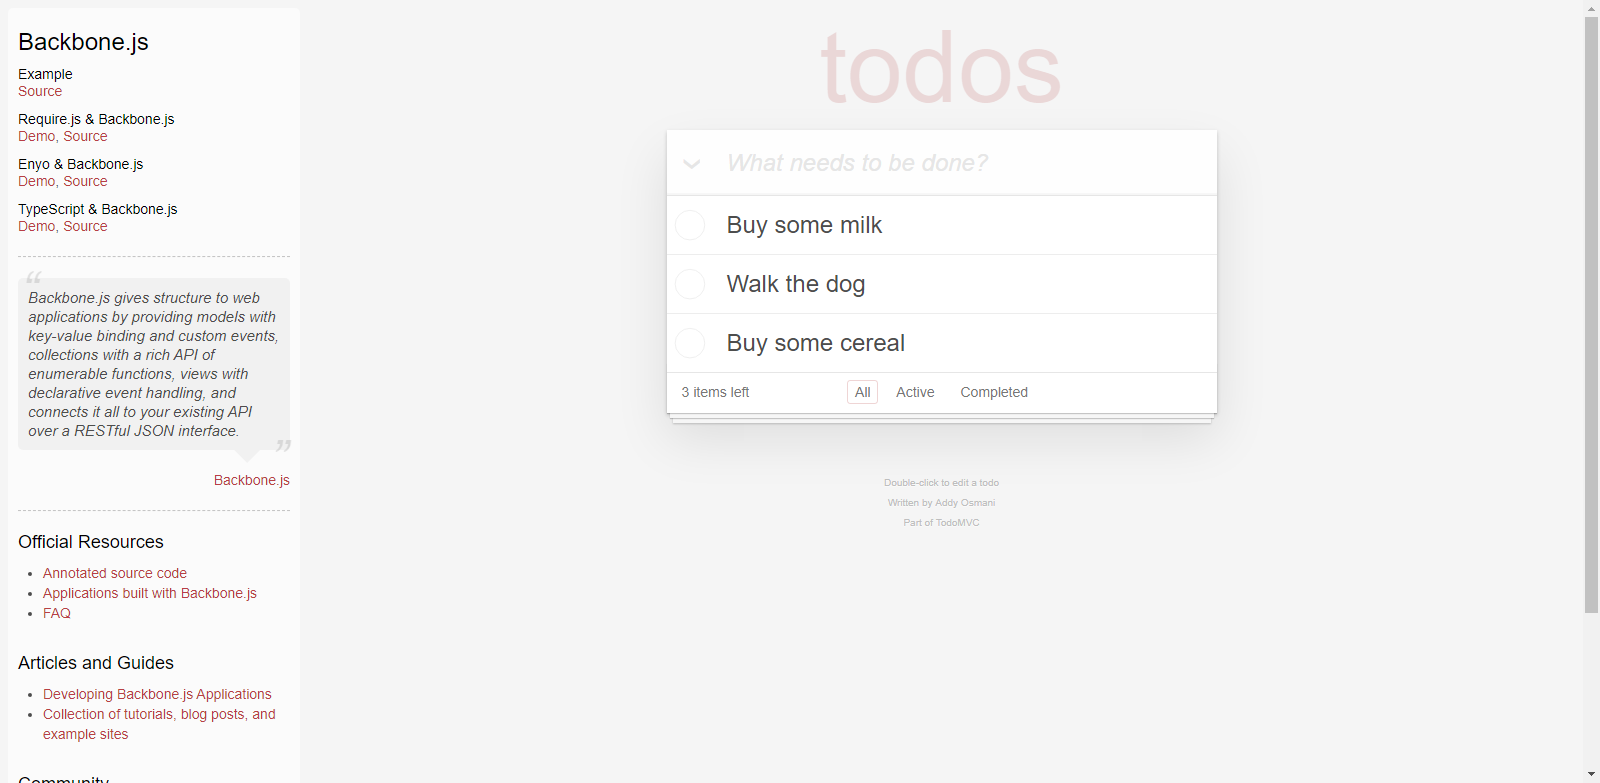 Backbone.js
Example
Source
Require.js & Backbone.js
Demo, Source
Enyo & Backbone.js
Demo, Source
TypeScript & Backbone.js
Demo, Source
“
Backbone.js gives structure to web
applications by providing models with
key-value binding and custom events,
collections with a rich API of
enumerable functions, views with
declarative event handling, and
connects it all to your existing API
over a RESTful JSON interface.
”
Backbone.js
Official Resources
• Annotated source code
• Applications built with Backbone.js
• FAQ
Articles and Guides
• Developing Backbone.js Applications
• Collection of tutorials, blog posts, and
example sites
Community
todos
What needs to be done?
Buy some milk
Walk the dog
Buy some cereal
3 items left All Active Completed
Double-click to edit a todo
Written by Addy Osmani
Part of TodoMVC